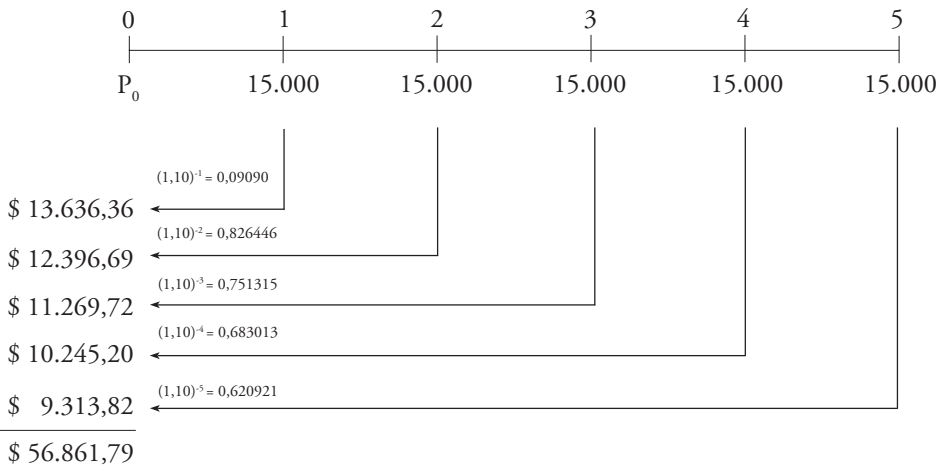 0 1 2 3 4 5
P₀ 15.000 15.000 15.000 15.000 15.000
(1,10)⁻¹ = 0,09090
$ 13.636,36
(1,10)⁻² = 0,826446
$ 12.396,69
(1,10)⁻³ = 0,751315
$ 11.269,72
(1,10)⁻⁴ = 0,683013
$ 10.245,20
(1,10)⁻⁵ = 0,620921
$ 9.313,82
$ 56.861,79